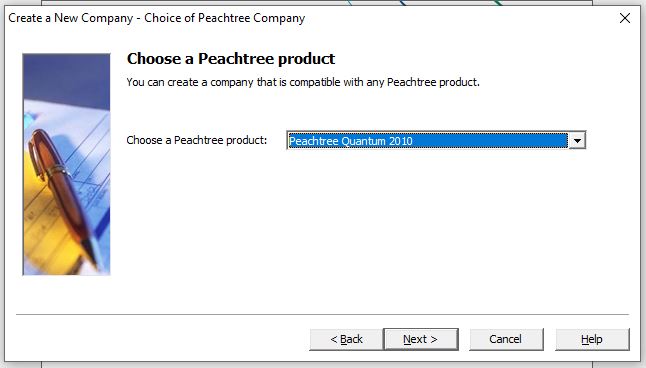 Create a New Company - Choice of Peachtree Company
Choose a Peachtree product
You can create a company that is compatible with any Peachtree product.
Choose a Peachtree product: Peachtree Quantum 2010
< Back Next > Cancel Help